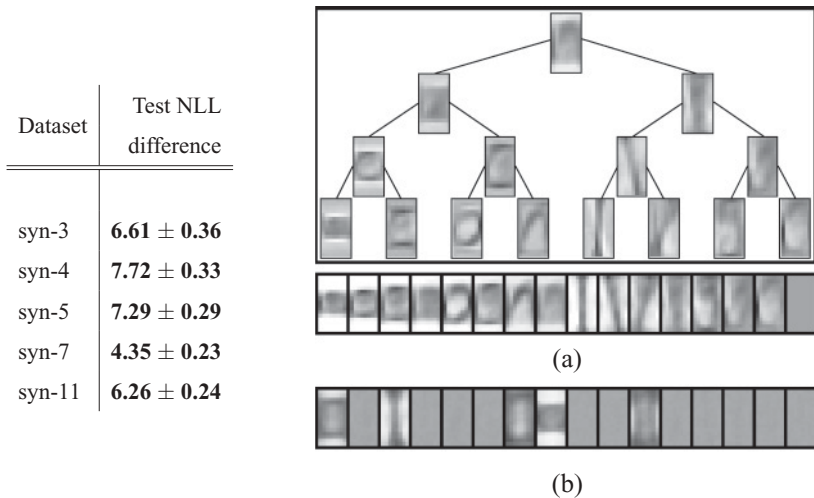 Dataset Test NLL difference
syn-3 6.61 ± 0.36
syn-4 7.72 ± 0.33
syn-5 7.29 ± 0.29
syn-7 4.35 ± 0.23
syn-11 6.26 ± 0.24
(a)
(b)